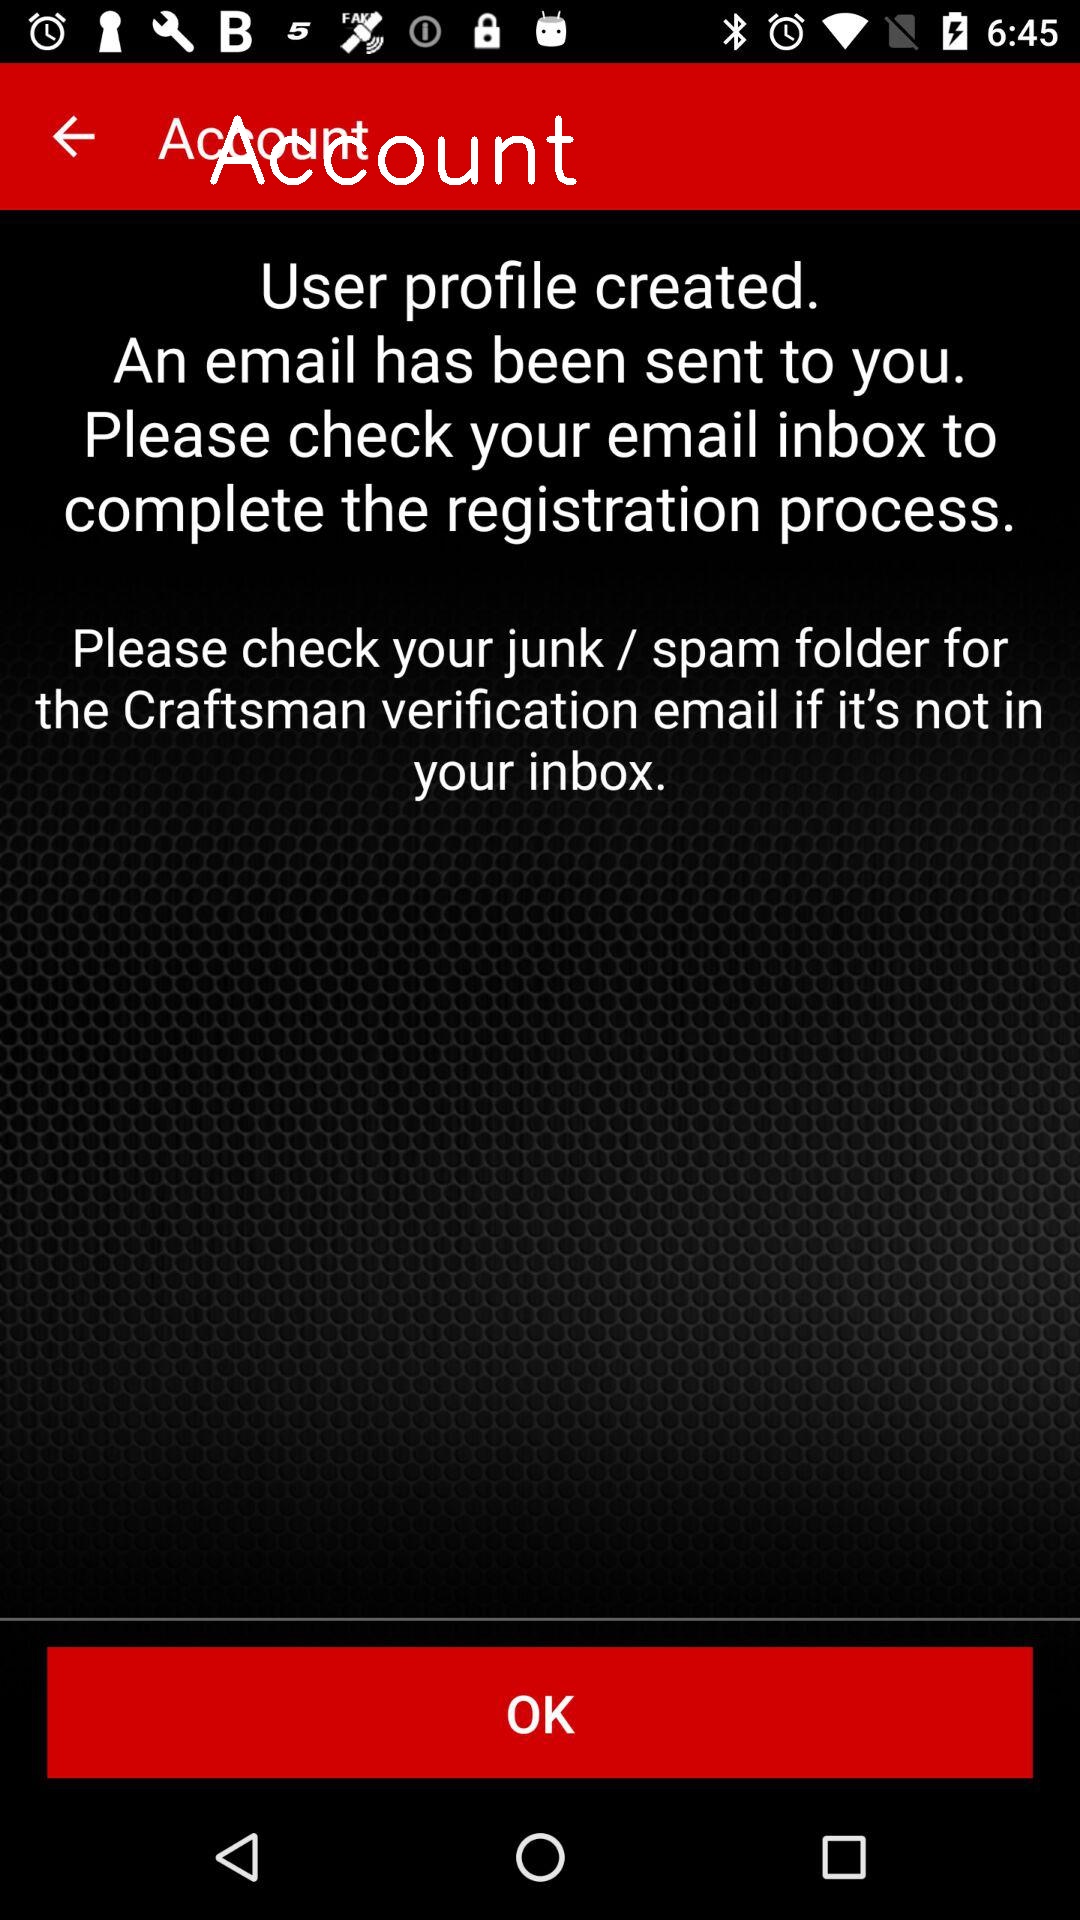 B 5 FAKE 6:45
Account
Account
User profile created.
An email has been sent to you.
Please check your email inbox to
complete the registration process.
Please check your junk / spam folder for
the Craftsman verification email if it’s not in
your inbox.
OK